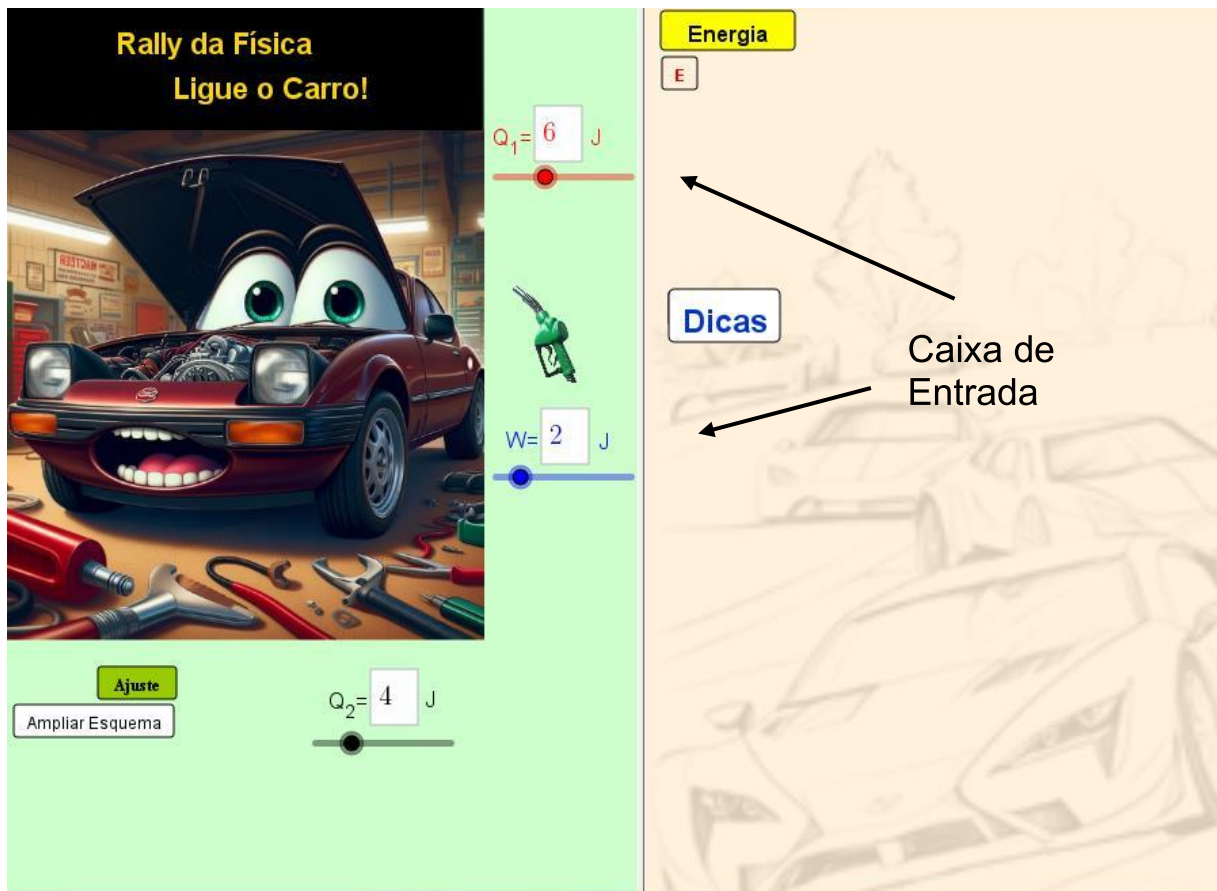 Rally da Física
Ligue o Carro!
Q1= 6 J
W= 2 J
Ajuste
Ampliar Esquema
Q2= 4 J
Energia
E
Dicas
Caixa de
Entrada